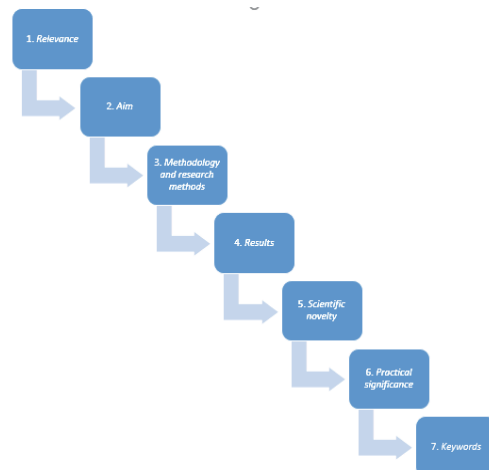 1. Relevance
2. Aim
3. Methodology
and research
methods
4. Results
5. Scientific
novelty
6. Practical
significance
7. Keywords